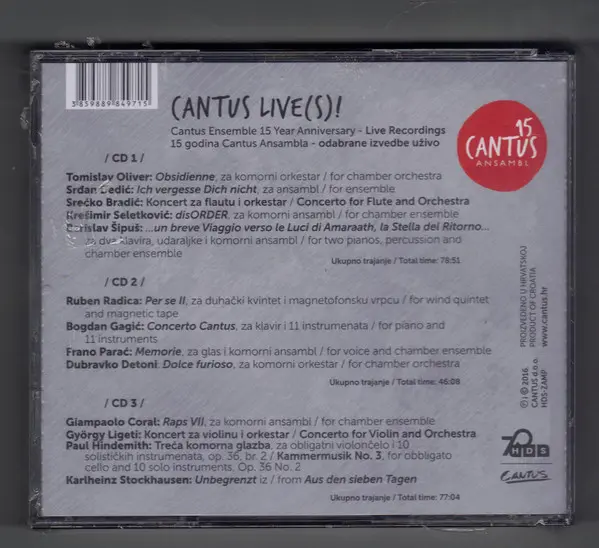 3859889849715
CANTUS LIVE(S)!
Cantus Ensemble 15 Year Anniversary - Live Recordings
15 godina Cantus Ansambla - odabrane izvedbe uživo
15
CANTUS
ANSAMBL
/ CD 1 /
Tomislav Oliver: Obsidienne, za komorni orkestar / for chamber orchestra
Srđan Dedić: Ich vergesse Dich nicht, za ansambl / for ensemble
Srećko Bradić: Koncert za flautu i orkestar / Concerto for Flute and Orchestra
Krešimir Seletković: disORDER, za komorni ansambl / for chamber ensemble
Berislav Šipuš: ...un breve Viaggio verso le Luci di Amaraath, la Stella del Ritorno...
za dva klavira, udaraljke i komorni ansambl / for two pianos, percussion and
chamber ensemble
Ukupno trajanje / Total time: 78:51
/ CD 2 /
Ruben Radica: Per se II, za duhački kvintet i magnetofonsku vrpcu / for wind quintet
and magnetic tape
Bogdan Gagić: Concerto Cantus, za klavir i 11 instrumenata / for piano and
11 instruments
Frano Parać: Memorie, za glas i komorni ansambl / for voice and chamber ensemble
Dubravko Detoni: Dolce furioso, za komorni orkestar / for chamber orchestra
Ukupno trajanje / Total time: 46:08
/ CD 3 /
Giampaolo Coral: Raps VII, za komorni ansambl / for chamber ensemble
György Ligeti: Koncert za violinu i orkestar / Concerto for Violin and Orchestra
Paul Hindemith: Treća komorna glazba, za obligatni violončelo i 10
solističkih instrumenata, op. 36, br. 2 / Kammermusik No. 3, for obbligato
cello and 10 solo instruments, Op. 36 No. 2
Karlheinz Stockhausen: Unbegrenzt iz / from Aus den sieben Tagen
Ukupno trajanje / Total time: 77:04
PROIZVEDENO U HRVATSKOJ
PRODUCT OF CROATIA
www.cantus.hr
℗ © 2016.
CANTUS d.o.o.
HDS-ZAMP
70 HDS
CANTUS